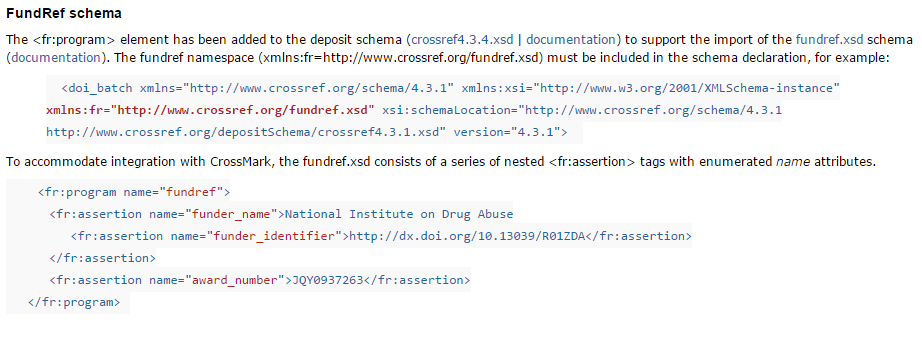 FundRef schema
The <fr:program> element has been added to the deposit schema (crossref4.3.4.xsd | documentation) to support the import of the fundref.xsd schema
(documentation). The fundref namespace (xmlns:fr=http://www.crossref.org/fundref.xsd) must be included in the schema declaration, for example:
<doi_batch xmlns="http://www.crossref.org/schema/4.3.1" xmlns:xsi="http://www.w3.org/2001/XMLSchema-instance"
xmlns:fr="http://www.crossref.org/fundref.xsd" xsi:schemaLocation="http://www.crossref.org/schema/4.3.1
http://www.crossref.org/depositSchema/crossref4.3.1.xsd" version="4.3.1">
To accommodate integration with CrossMark, the fundref.xsd consists of a series of nested <fr:assertion> tags with enumerated name attributes.
<fr:program name="fundref">
<fr:assertion name="funder_name">National Institute on Drug Abuse
<fr:assertion name="funder_identifier">http://dx.doi.org/10.13039/R01ZDA</fr:assertion>
</fr:assertion>
<fr:assertion name="award_number">JQY0937263</fr:assertion>
</fr:program>